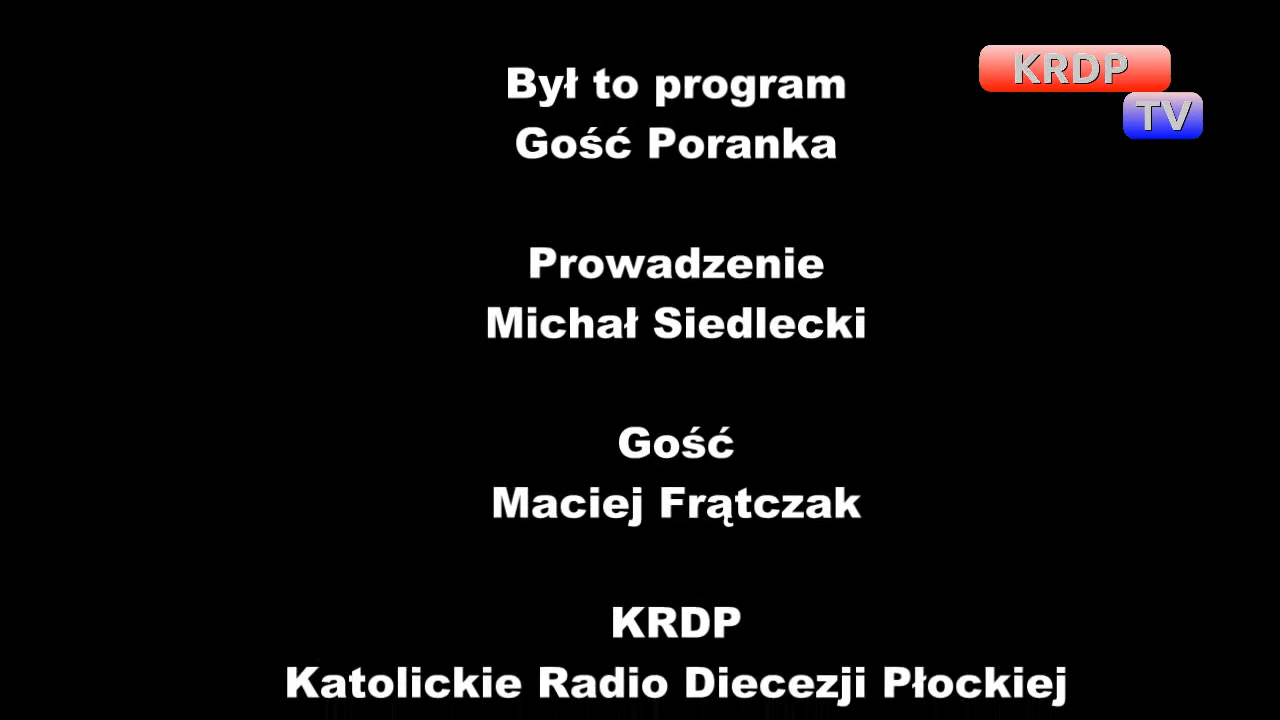 Był to program
Gość Poranka
Prowadzenie
Michał Siedlecki
Gość
Maciej Frątczak
KRDP
Katolickie Radio Diecezji Płockiej
KRDP
TV